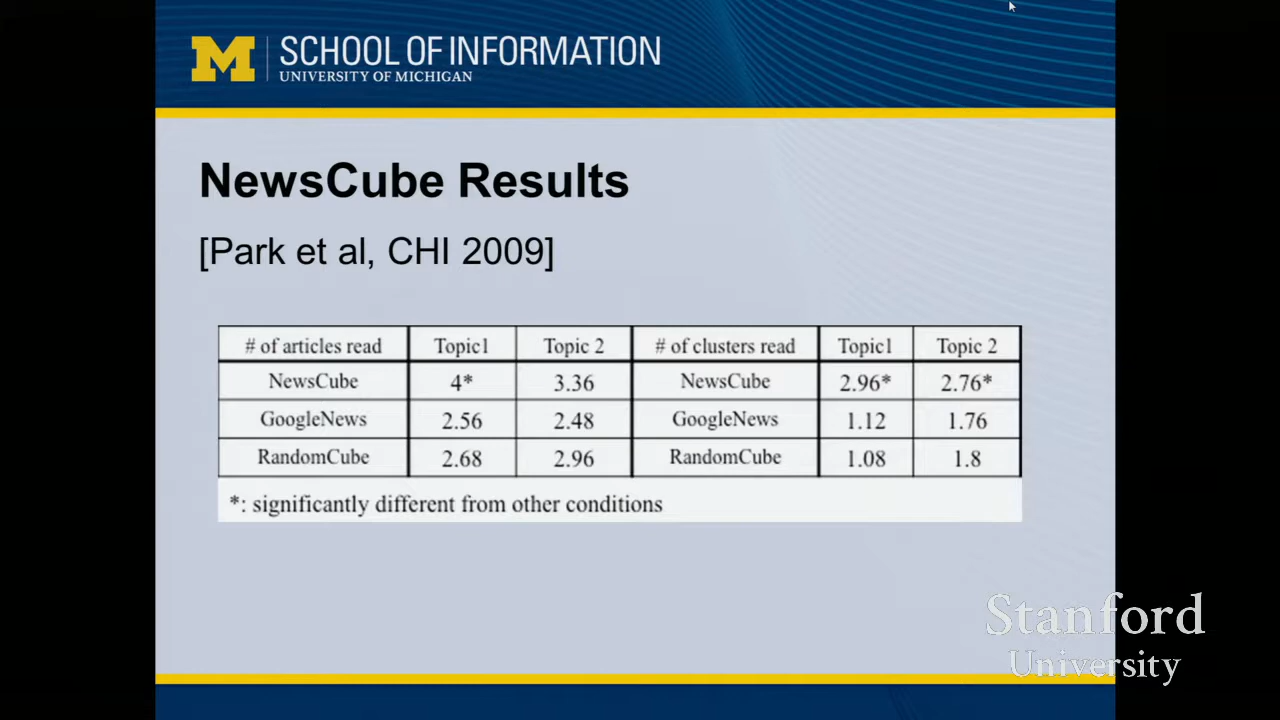 M SCHOOL OF INFORMATION
UNIVERSITY OF MICHIGAN
NewsCube Results
[Park et al, CHI 2009]
# of articles read Topic1 Topic 2 # of clusters read Topic1 Topic 2
NewsCube 4* 3.36 NewsCube 2.96* 2.76*
GoogleNews 2.56 2.48 GoogleNews 1.12 1.76
RandomCube 2.68 2.96 RandomCube 1.08 1.8
*: significantly different from other conditions
Stanford
University